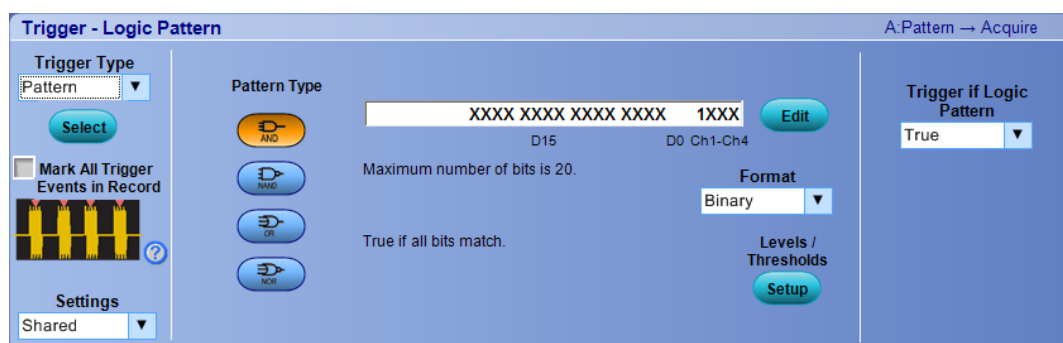 Trigger - Logic Pattern
A:Pattern → Acquire
Trigger Type
Pattern
Select
Mark All Trigger
Events in Record
?
Settings
Shared
Pattern Type
AND
NAND
OR
NOR
XXXX XXXX XXXX XXXX 1XXX
Edit
D15
D0 Ch1-Ch4
Maximum number of bits is 20.
Format
Binary
True if all bits match.
Levels /
Thresholds
Setup
Trigger if Logic
Pattern
True